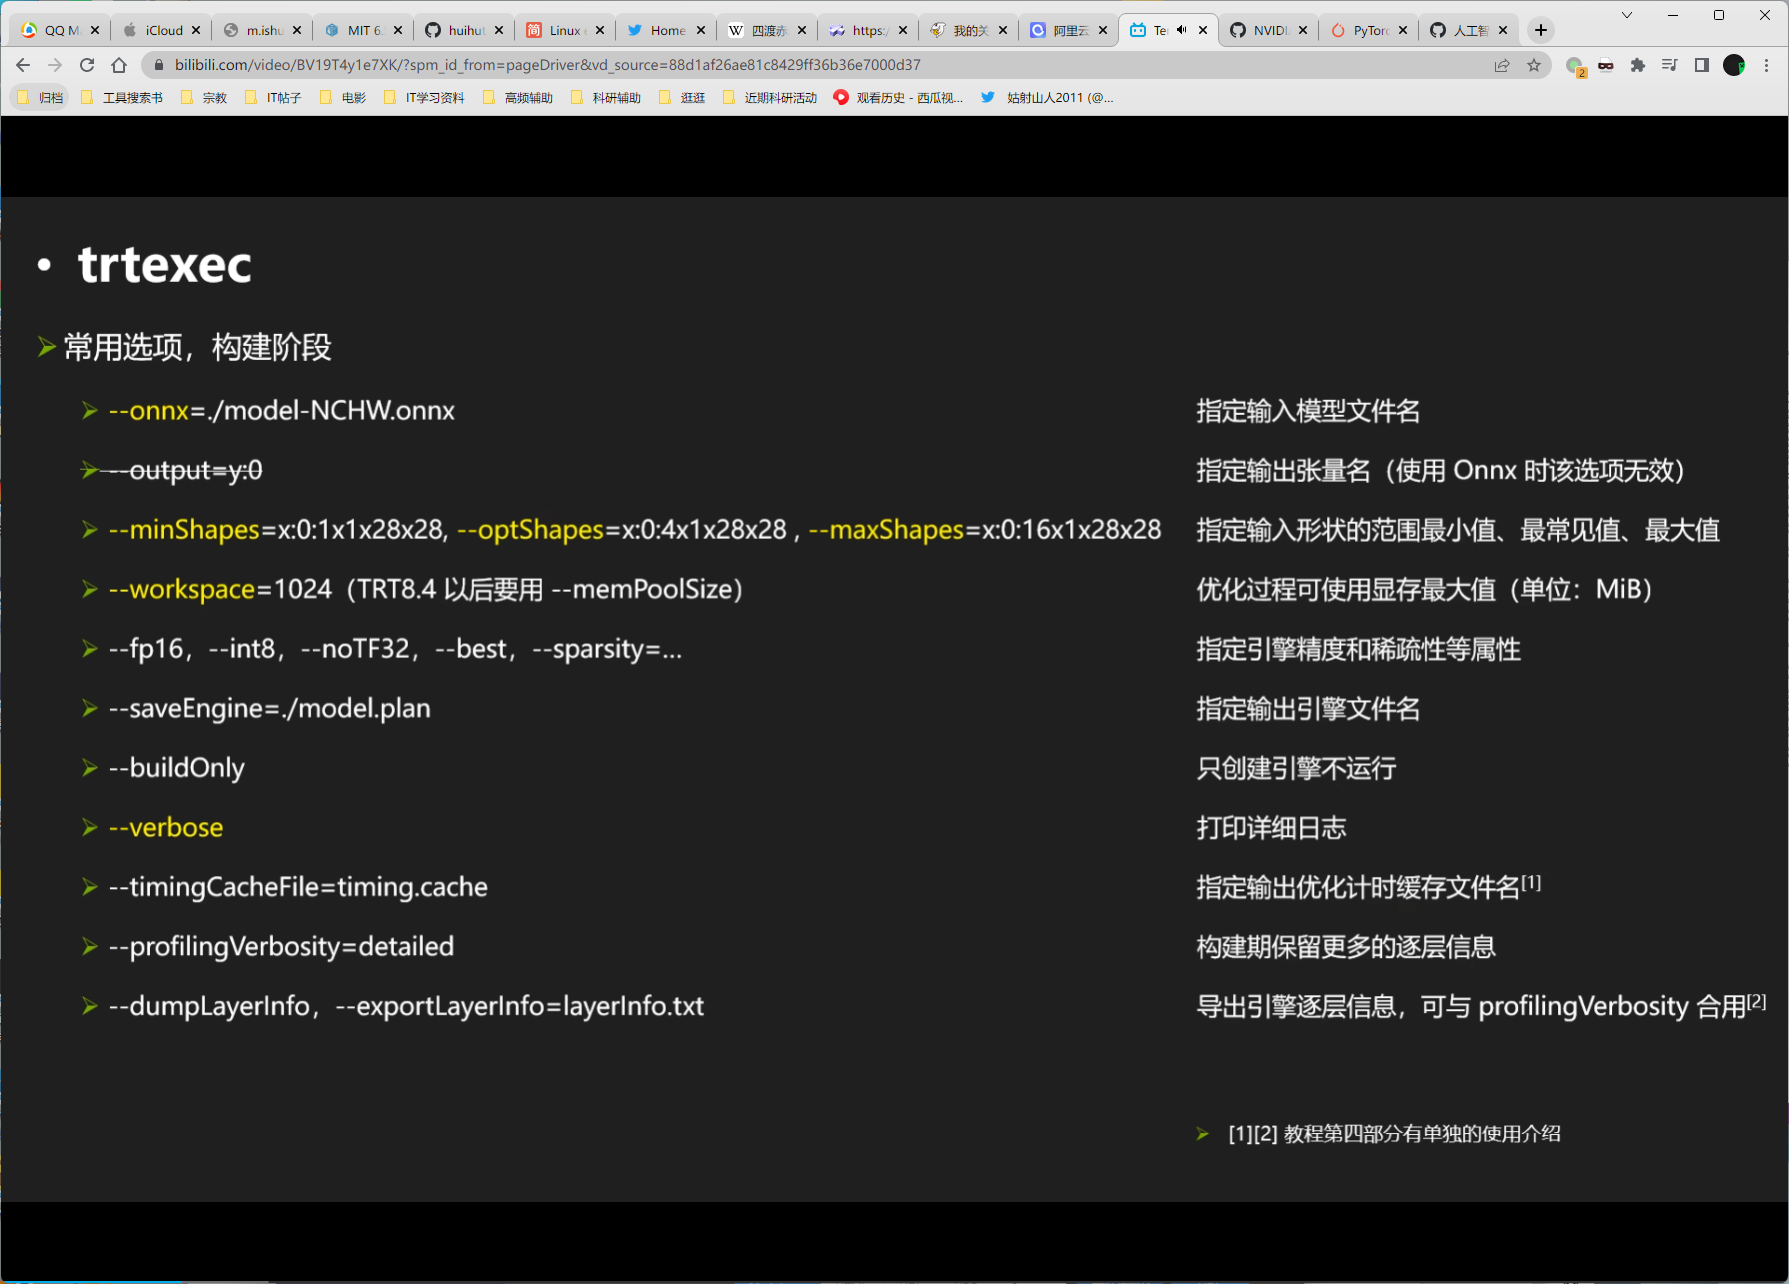 QQ M
iCloud
m.ishu
MIT 6.
huihut
Linux
Home
四渡赤
https:/
我的关
阿里云
Te
NVIDI
PyTorc
人工智
bilibili.com/video/BV19T4y1e7XK/?spm_id_from=pageDriver&vd_source=88d1af26ae81c8429ff36b36e7000d37
2
归档 工具搜索书 宗教 IT帖子 电影 IT学习资料 高频辅助 科研辅助 逛逛 近期科研活动 观看历史 - 西瓜视... 姑射山人2011 (@...
• trtexec
常用选项，构建阶段
--onnx=./model-NCHW.onnx 指定输入模型文件名
--output=y:0 指定输出张量名（使用 Onnx 时该选项无效）
--minShapes=x:0:1x1x28x28, --optShapes=x:0:4x1x28x28 , --maxShapes=x:0:16x1x28x28 指定输入形状的范围最小值、最常见值、最大值
--workspace=1024（TRT8.4 以后要用 --memPoolSize） 优化过程可使用显存最大值（单位：MiB）
--fp16，--int8，--noTF32，--best，--sparsity=... 指定引擎精度和稀疏性等属性
--saveEngine=./model.plan 指定输出引擎文件名
--buildOnly 只创建引擎不运行
--verbose 打印详细日志
--timingCacheFile=timing.cache 指定输出优化计时缓存文件名[1]
--profilingVerbosity=detailed 构建期保留更多的逐层信息
--dumpLayerInfo，--exportLayerInfo=layerInfo.txt 导出引擎逐层信息，可与 profilingVerbosity 合用[2]
[1][2] 教程第四部分有单独的使用介绍